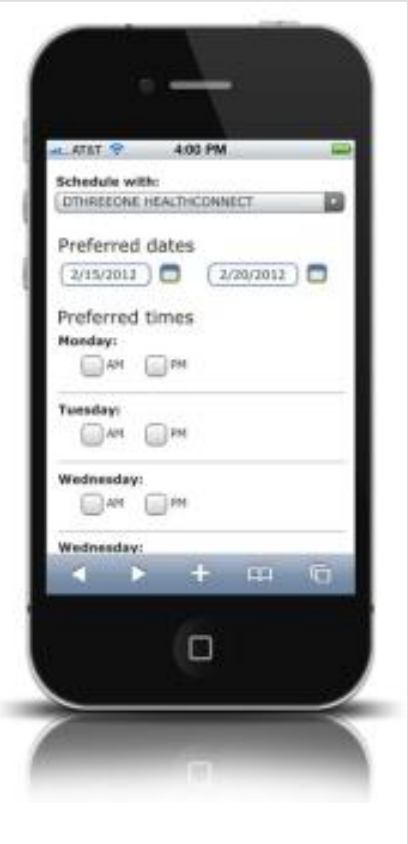 AT&T 4:00 PM
Schedule with:
DTHREEONE HEALTHCONNECT
Preferred dates
2/15/2012 2/20/2012
Preferred times
Monday:
AM PM
Tuesday:
AM PM
Wednesday:
AM PM
Wednesday: